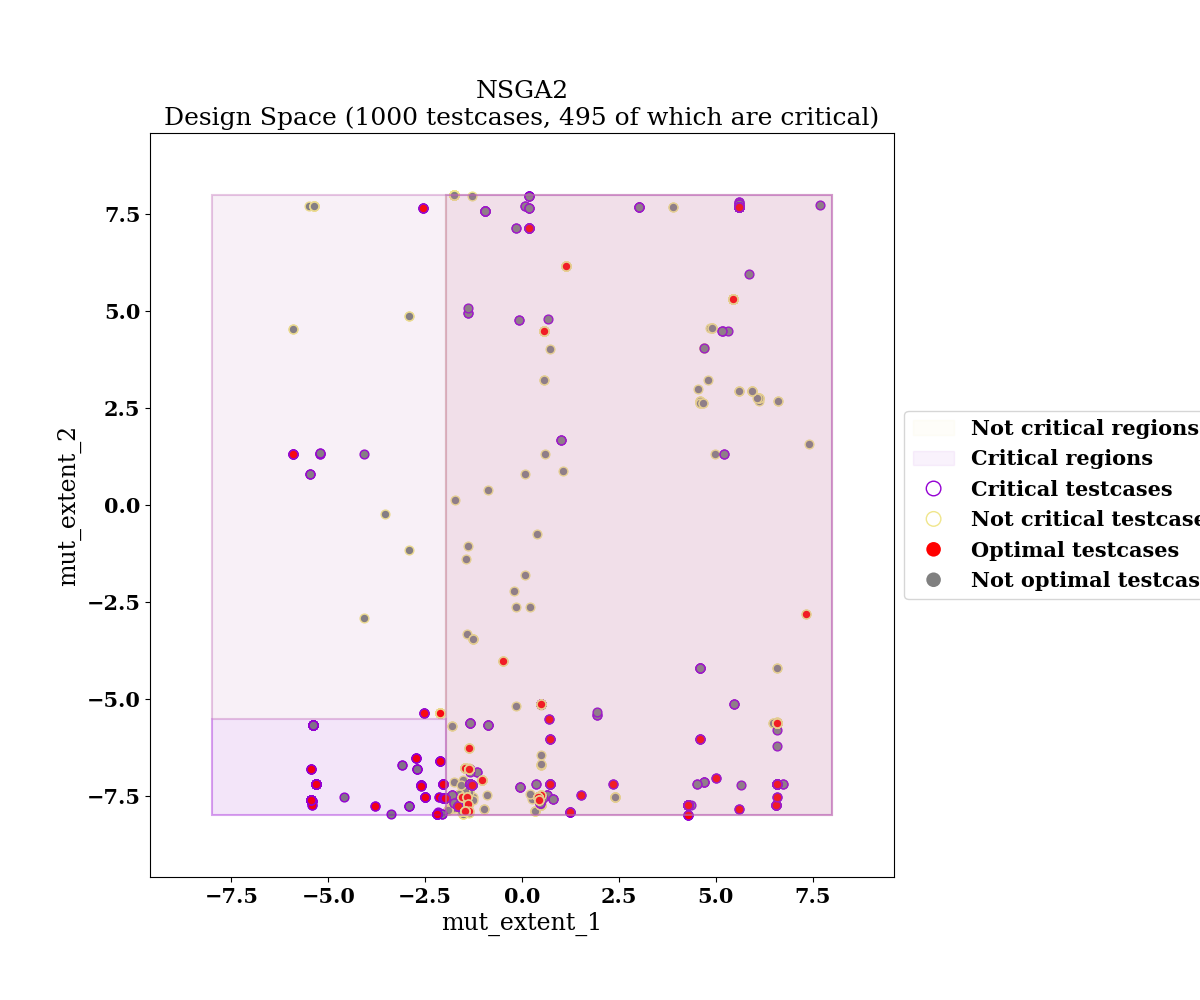 NSGA2
Design Space (1000 testcases, 495 of which are critical)
7.5
5.0
2.5
0.0
−2.5
−5.0
−7.5
mut_extent_2
−7.5
−5.0
−2.5
0.0
2.5
5.0
7.5
mut_extent_1
Not critical regions
Critical regions
Critical testcases
Not critical testcase
Optimal testcases
Not optimal testcas